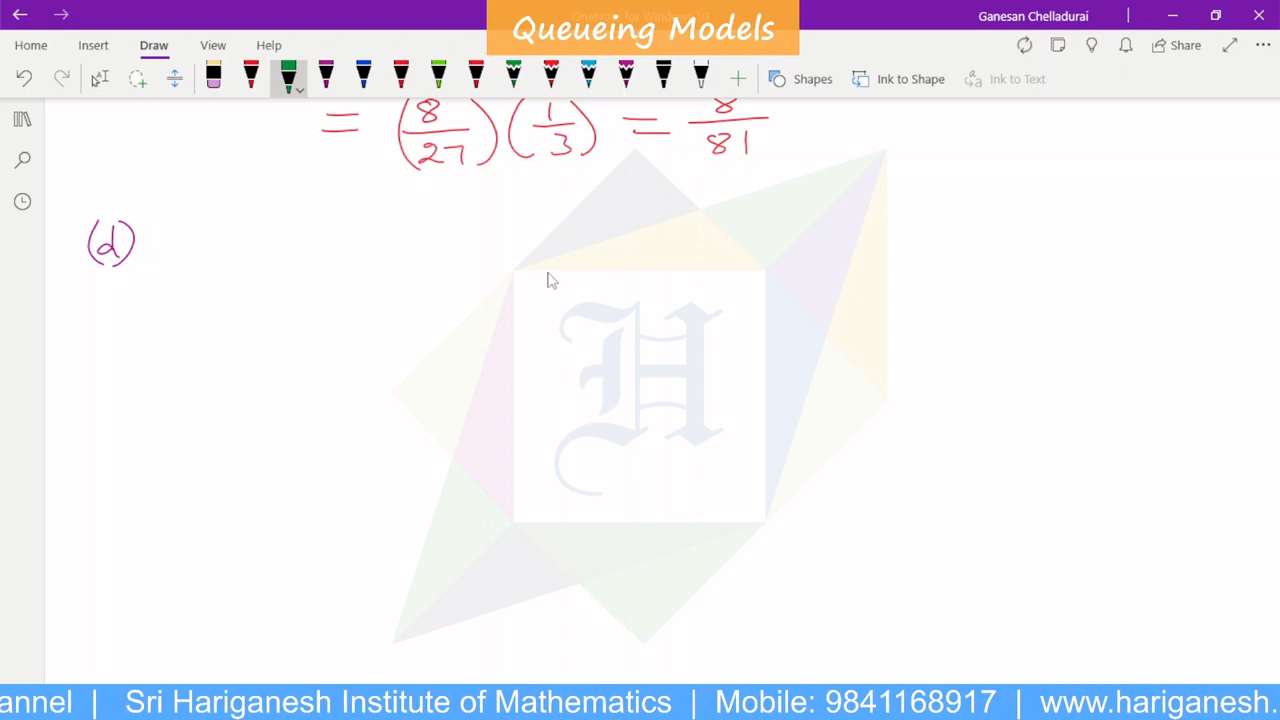 Queueing Models
Ganesan Chelladurai
Home Insert Draw View Help Share
Shapes Ink to Shape Ink to Text
= (8/27)(1/3) = 8/81
(d)
H
annel | Sri Hariganesh Institute of Mathematics | Mobile: 9841168917 | www.hariganesh.